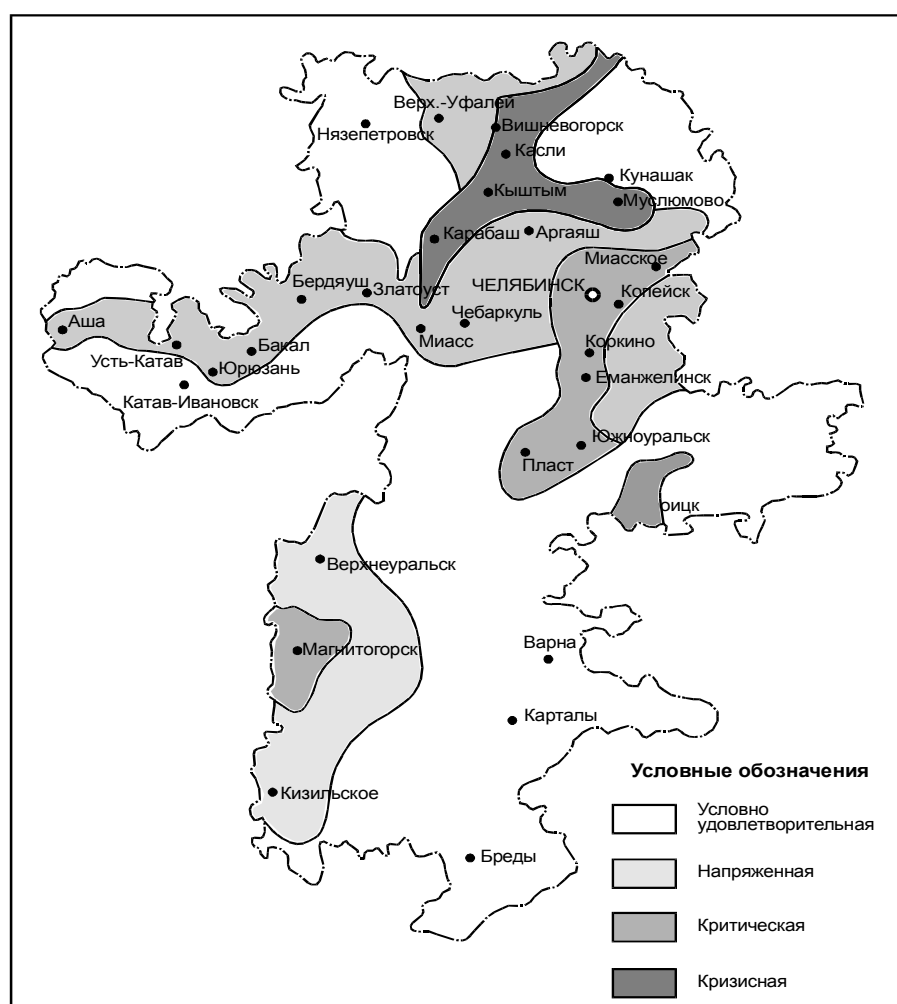 Верх.-Уфалей
Нязепетровск
Вишневогорск
Касли
Кунашак
Кыштым
Муслюмово
Карабаш
Аргаяш
Миасское
Бердяуш
Златоуст
ЧЕЛЯБИНСК
Копейск
Чебаркуль
Аша
Миасс
Усть-Катав
Бакал
Коркино
Юрюзань
Еманжелинск
Катав-Ивановск
Южноуральск
Пласт
оицк
Верхнеуральск
Магнитогорск
Варна
Карталы
Кизильское
Бреды
Условные обозначения
Условно
удовлетворительная
Напряженная
Критическая
Кризисная